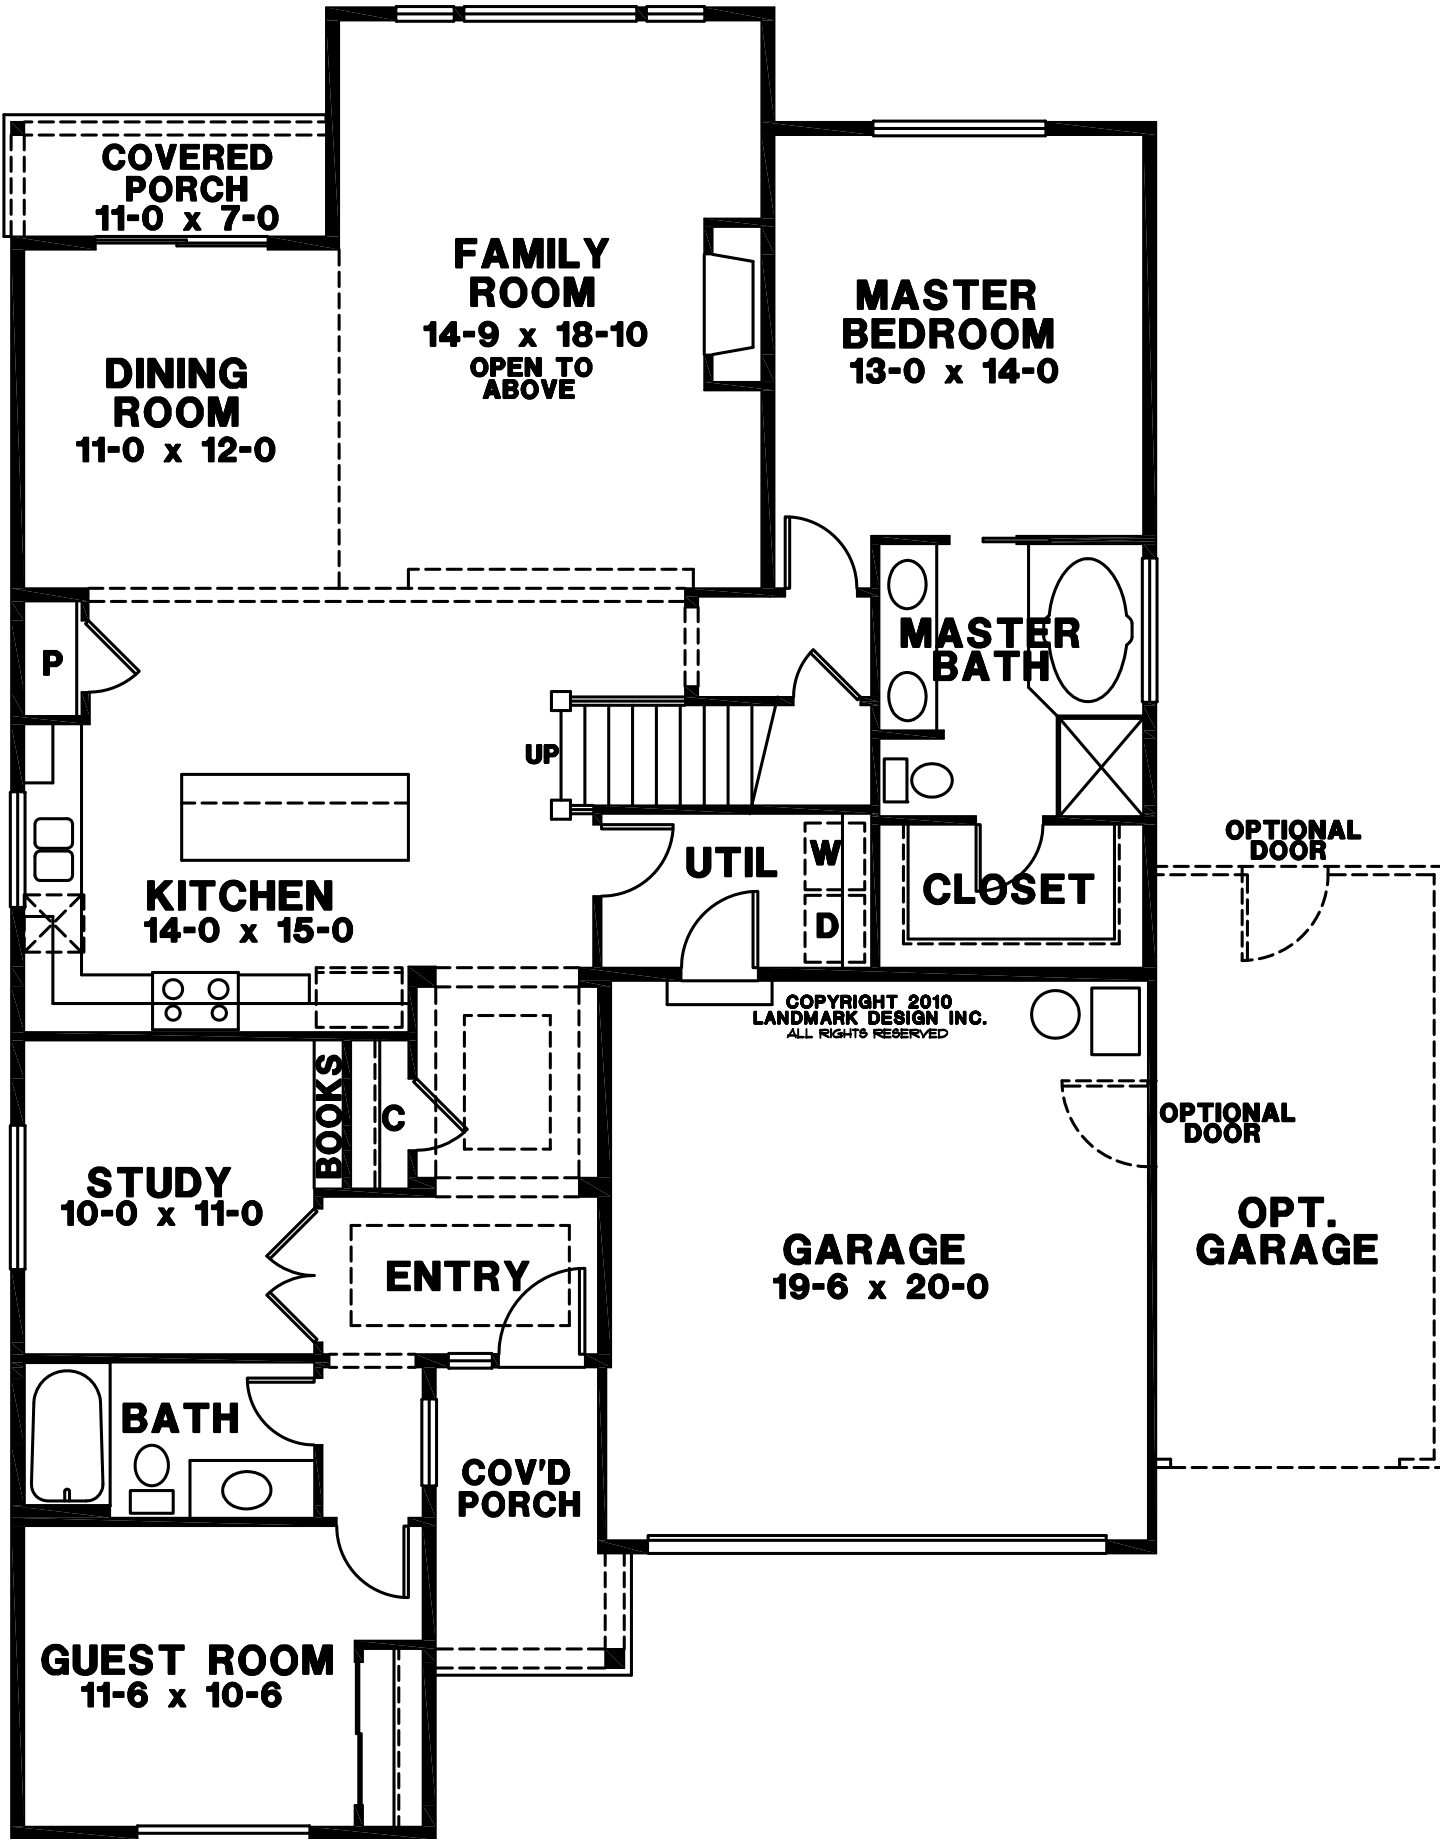 COVERED
PORCH
11-0 x 7-0
FAMILY
ROOM
14-9 x 18-10
OPEN TO
ABOVE
MASTER
BEDROOM
13-0 x 14-0
DINING
ROOM
11-0 x 12-0
P
MASTER
BATH
UP
UTIL
W
D
CLOSET
OPTIONAL
DOOR
KITCHEN
14-0 x 15-0
COPYRIGHT 2010
LANDMARK DESIGN INC.
ALL RIGHTS RESERVED
BOOKS
C
OPTIONAL
DOOR
STUDY
10-0 x 11-0
ENTRY
GARAGE
19-6 x 20-0
OPT.
GARAGE
BATH
COV'D
PORCH
GUEST ROOM
11-6 x 10-6